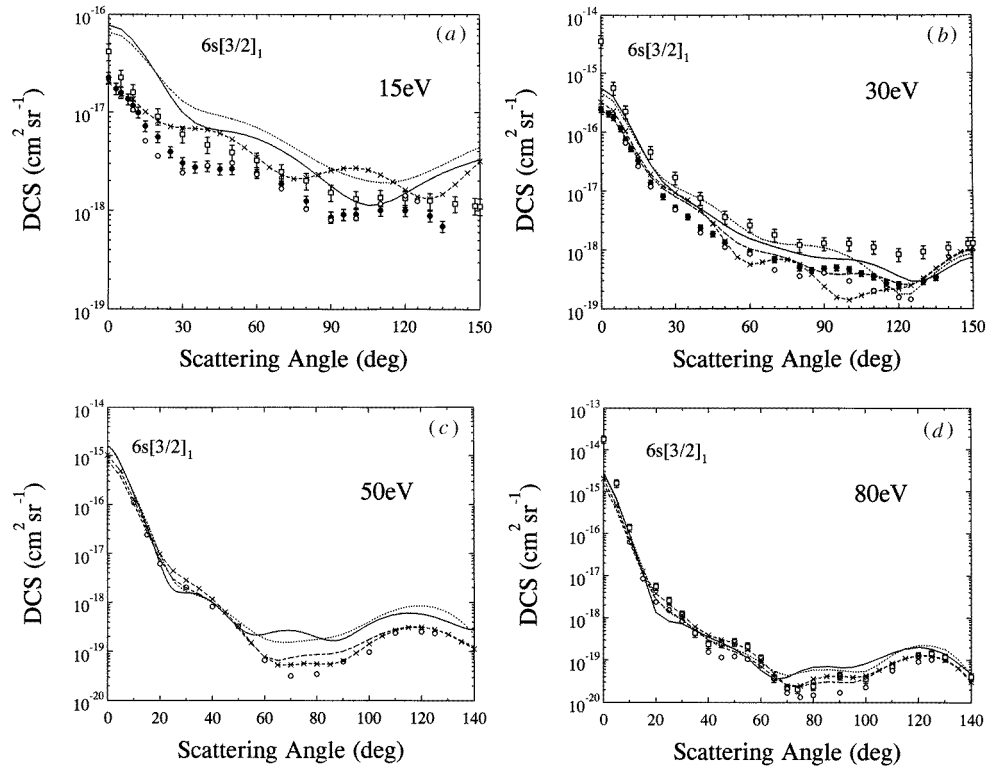 10^-16
10^-17
10^-18
10^-19
DCS (cm^2 sr^-1)
6s[3/2]_1
(a)
15eV
0 30 60 90 120 150
Scattering Angle (deg)
10^-14
10^-15
10^-16
10^-17
10^-18
10^-19
DCS (cm^2 sr^-1)
6s[3/2]_1
(b)
30eV
0 30 60 90 120 150
Scattering Angle (deg)
10^-14
10^-15
10^-16
10^-17
10^-18
10^-19
10^-20
DCS (cm^2 sr^-1)
6s[3/2]_1
(c)
50eV
0 20 40 60 80 100 120 140
Scattering Angle (deg)
10^-13
10^-14
10^-15
10^-16
10^-17
10^-18
10^-19
10^-20
DCS (cm^2 sr^-1)
6s[3/2]_1
(d)
80eV
0 20 40 60 80 100 120 140
Scattering Angle (deg)